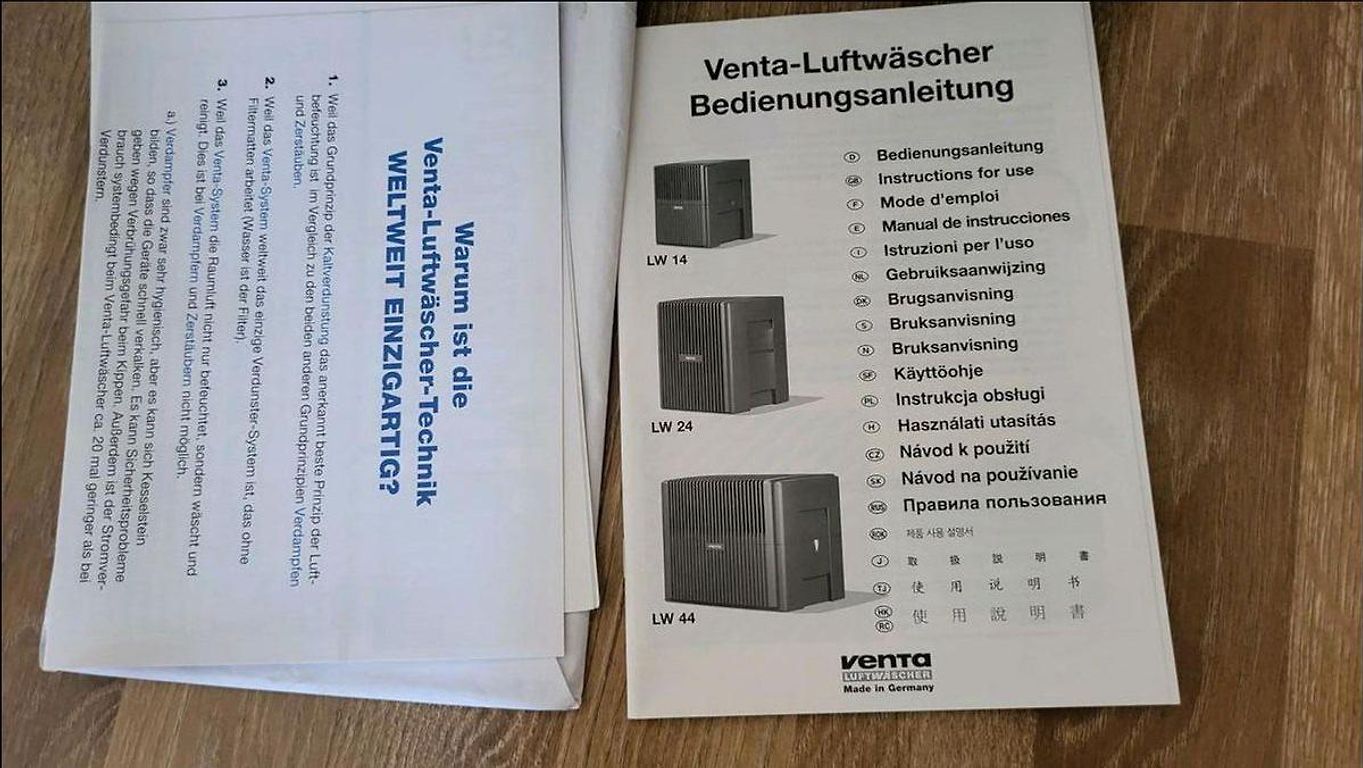 Warum ist die
Venta-Luftwäscher-Technik
WELTWEIT EINZIGARTIG?
1. Weil das Grundprinzip der Kaltverdunstung das anerkannt beste Prinzip der Luft-
befeuchtung ist im Vergleich zu den beiden anderen Grundprinzipien Verdampfen
und Zerstäuben.
2. Weil das Venta-System weltweit das einzige Verdunster-System ist, das ohne
Filtermatten arbeitet (Wasser ist der Filter).
3. Weil das Venta-System die Raumluft nicht nur befeuchtet, sondern wäscht und
reinigt. Dies ist bei Verdampfern und Zerstäubern nicht möglich.
a.) Verdampfer sind zwar sehr hygienisch, aber es kann sich Kesselstein
bilden, so dass die Geräte schnell verkalken. Es kann Sicherheitsprobleme
geben wegen Verbrühungsgefahr beim Kippen. Außerdem ist der Stromver-
brauch systembedingt beim Venta-Luftwäscher ca. 20 mal geringer als bei
Verdunstern.
Venta-Luftwäscher
Bedienungsanleitung
D Bedienungsanleitung
GB Instructions for use
F Mode d'emploi
E Manual de instrucciones
I Istruzioni per l'uso
NL Gebruiksaanwijzing
DK Brugsanvisning
S Bruksanvisning
N Bruksanvisning
SF Käyttöohje
PL Instrukcja obsługi
H Használati utasítás
CZ Návod k použití
SK Návod na používanie
RUS Правила пользования
ROK 제품 사용 설명서
J 取 扱 説 明 書
TJ 使 用 说 明 书
HK RC 使 用 說 明 書
LW 14
LW 24
LW 44
venta
LUFTWÄSCHER
Made in Germany